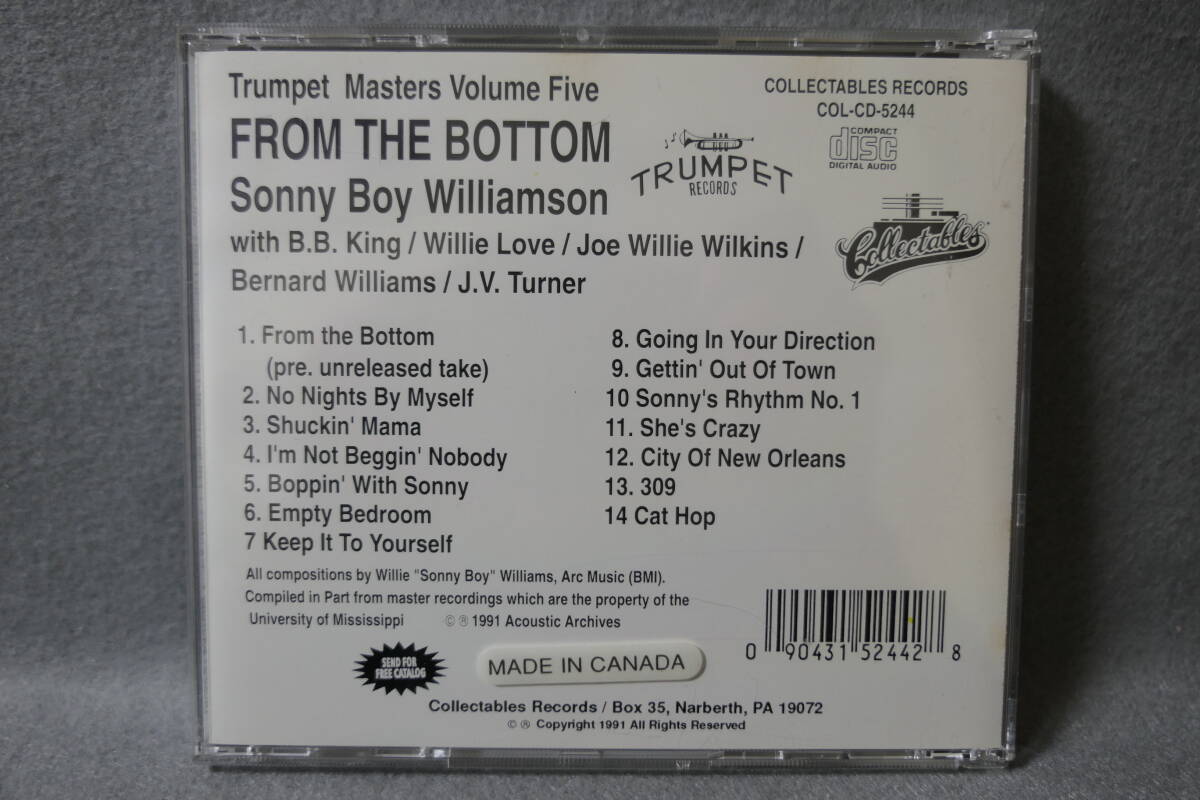 Trumpet Masters Volume Five
FROM THE BOTTOM
Sonny Boy Williamson
with B.B. King / Willie Love / Joe Willie Wilkins /
Bernard Williams / J.V. Turner
TRUMPET
RECORDS
COLLECTABLES RECORDS
COL-CD-5244
COMPACT
disc
DIGITAL AUDIO
Collectables
1. From the Bottom
(pre. unreleased take)
2. No Nights By Myself
3. Shuckin' Mama
4. I'm Not Beggin' Nobody
5. Boppin' With Sonny
6. Empty Bedroom
7 Keep It To Yourself
8. Going In Your Direction
9. Gettin' Out Of Town
10 Sonny's Rhythm No. 1
11. She's Crazy
12. City Of New Orleans
13. 309
14 Cat Hop
All compositions by Willie "Sonny Boy" Williams, Arc Music (BMI).
Compiled in Part from master recordings which are the property of the
University of Mississippi © ® 1991 Acoustic Archives
SEND FOR
FREE CATALOG
MADE IN CANADA
0 90431 52442 8
Collectables Records / Box 35, Narberth, PA 19072
© ® Copyright 1991 All Rights Reserved